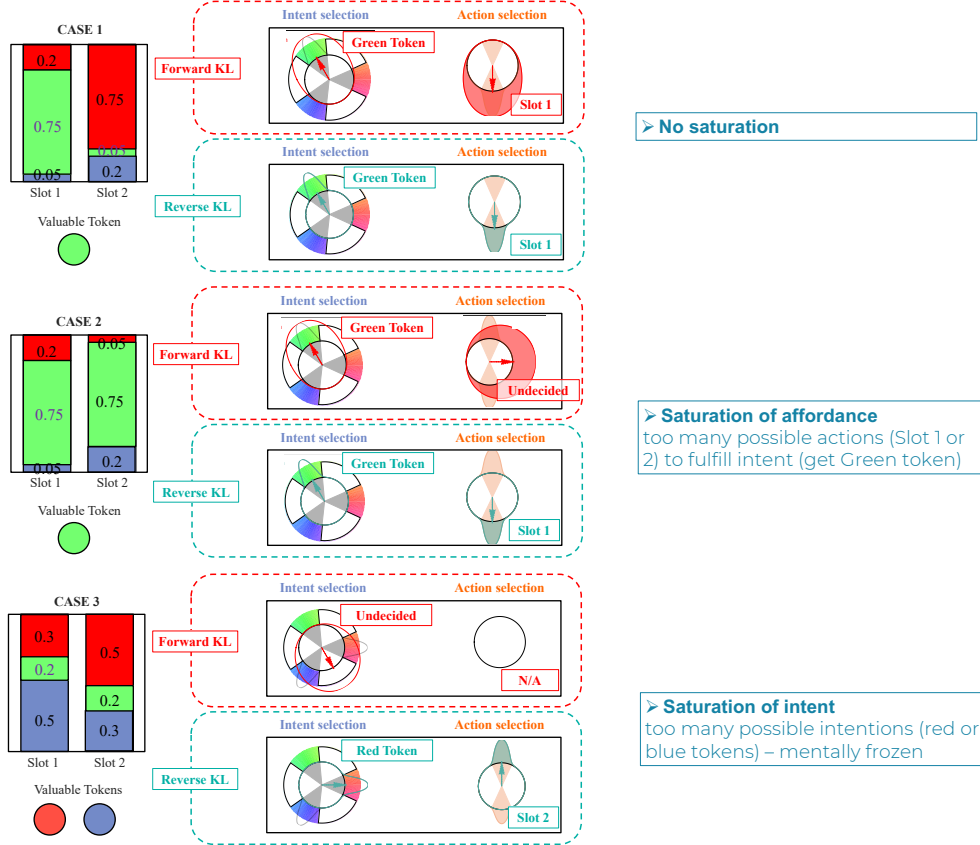 Intent selection
Action selection
CASE 1
0.2
0.75
0.05
0.75
0.05
0.2
Slot 1
Slot 2
Valuable Token
Forward KL
Green Token
Slot 1
Intent selection
Action selection
Reverse KL
Green Token
Slot 1
➢ No saturation
Intent selection
Action selection
CASE 2
0.2
0.75
0.05
0.05
0.75
0.2
Slot 1
Slot 2
Valuable Token
Forward KL
Green Token
Undecided
Intent selection
Action selection
Reverse KL
Green Token
Slot 1
➢ Saturation of affordance
too many possible actions (Slot 1 or
2) to fulfill intent (get Green token)
Intent selection
Action selection
CASE 3
0.3
0.2
0.5
0.5
0.2
0.3
Slot 1
Slot 2
Valuable Tokens
Forward KL
Undecided
N/A
Intent selection
Action selection
Reverse KL
Red Token
Slot 2
➢ Saturation of intent
too many possible intentions (red or
blue tokens) – mentally frozen